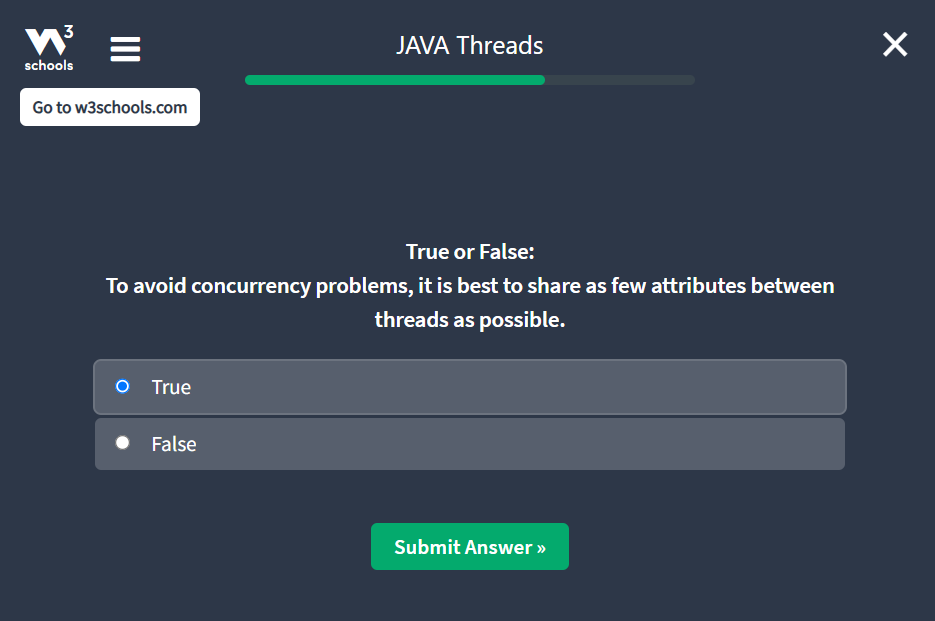 W3
schools
JAVA Threads
Go to w3schools.com
True or False:
To avoid concurrency problems, it is best to share as few attributes between
threads as possible.
True
False
Submit Answer »